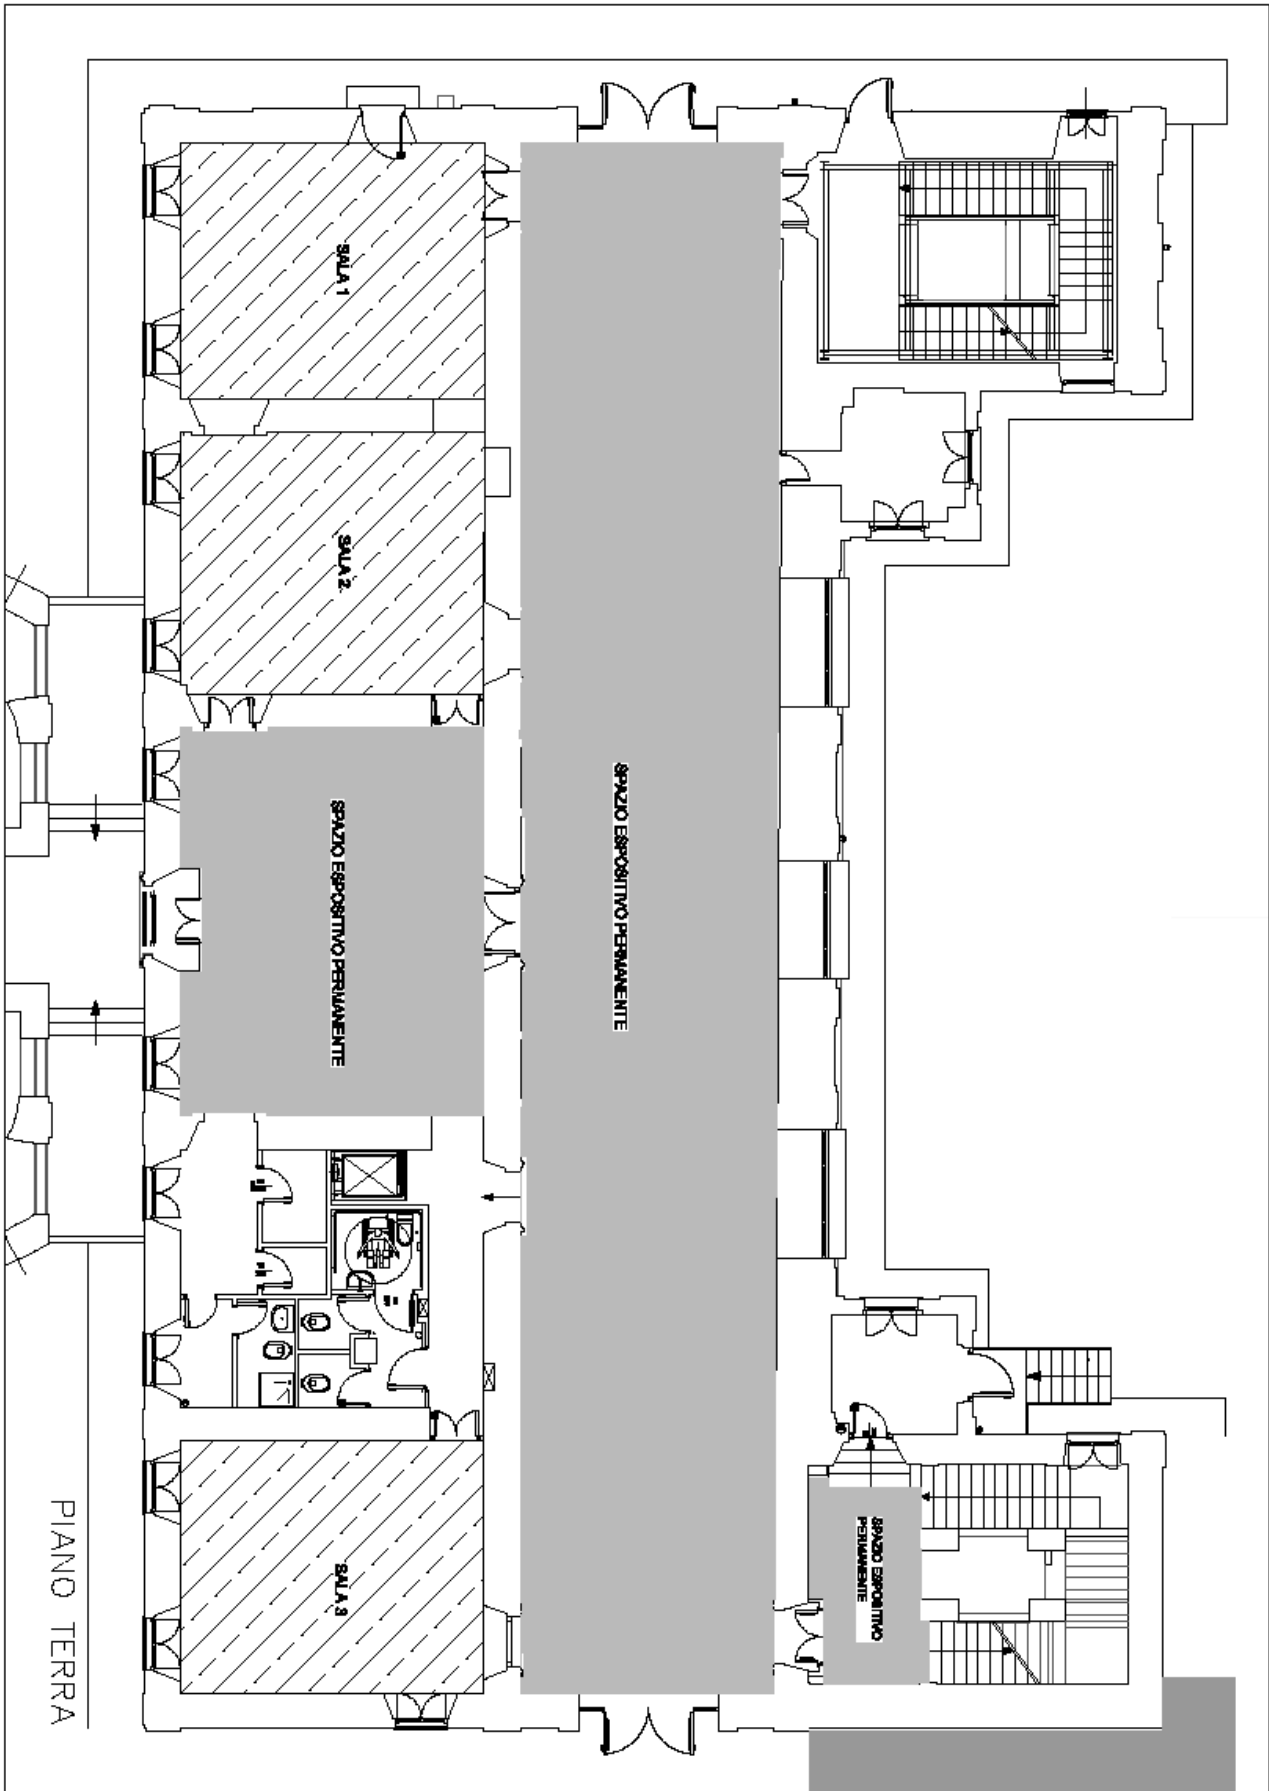 SALA 1
SALA 2
SPAZIO ESPOSITIVO PERMANENTE
SPAZIO ESPOSITIVO PERMANENTE
SPAZIO ESPOSITIVO
PERMANENTE
SALA 3
PIANO TERRA